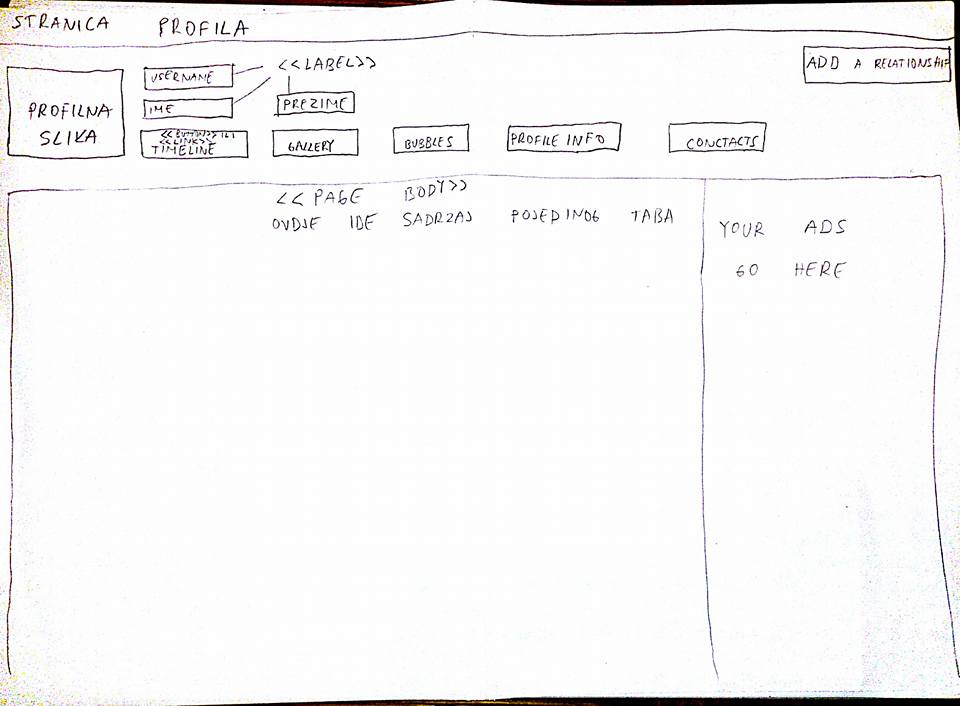 STRANICA PROFILA
ADD A RELATIONSHIP
PROFILNA
SLIKA
USERNAME
<<LABEL>>
IME
PREZIME
<<BUTTON>> ILI
<<LINK>>
TIMELINE
GALLERY
BUBBLES
PROFILE INFO
CONCTACTS
<<PAGE BODY>>
OVDJE IDE SADRZAJ POJEDINOG TABA
YOUR ADS
GO HERE